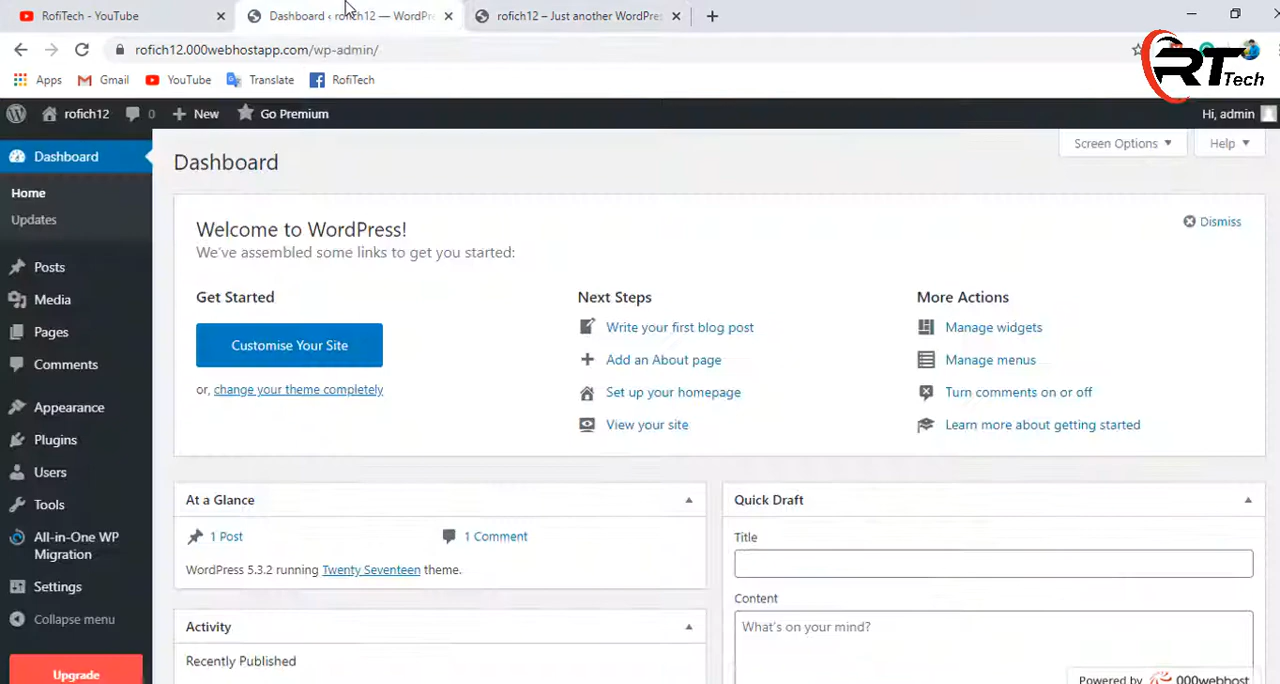 RofiTech - YouTube
Dashboard ‹ rofich12 — WordPr
rofich12 – Just another WordPres
rofich12.000webhostapp.com/wp-admin/
Apps
Gmail
YouTube
Translate
RofiTech
RT Tech
rofich12
0
New
Go Premium
Hi, admin
Dashboard
Home
Updates
Posts
Media
Pages
Comments
Appearance
Plugins
Users
Tools
All-in-One WP
Migration
Settings
Collapse menu
Upgrade
Screen Options
Help
Dashboard
Welcome to WordPress!
Dismiss
We've assembled some links to get you started:
Get Started
Customise Your Site
or, change your theme completely
Next Steps
Write your first blog post
Add an About page
Set up your homepage
View your site
More Actions
Manage widgets
Manage menus
Turn comments on or off
Learn more about getting started
At a Glance
1 Post
1 Comment
WordPress 5.3.2 running Twenty Seventeen theme.
Activity
Recently Published
Quick Draft
Title
Content
What's on your mind?
Powered by 000webhost